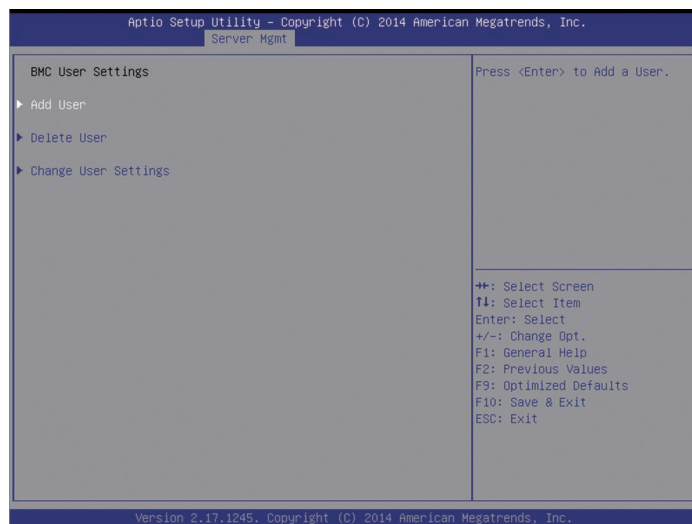 Aptio Setup Utility - Copyright (C) 2014 American Megatrends, Inc.
Server Mgmt
BMC User Settings
Add User
Delete User
Change User Settings
Press <Enter> to Add a User.
→←: Select Screen
↑↓: Select Item
Enter: Select
+/-: Change Opt.
F1: General Help
F2: Previous Values
F9: Optimized Defaults
F10: Save & Exit
ESC: Exit
Version 2.17.1245. Copyright (C) 2014 American Megatrends, Inc.